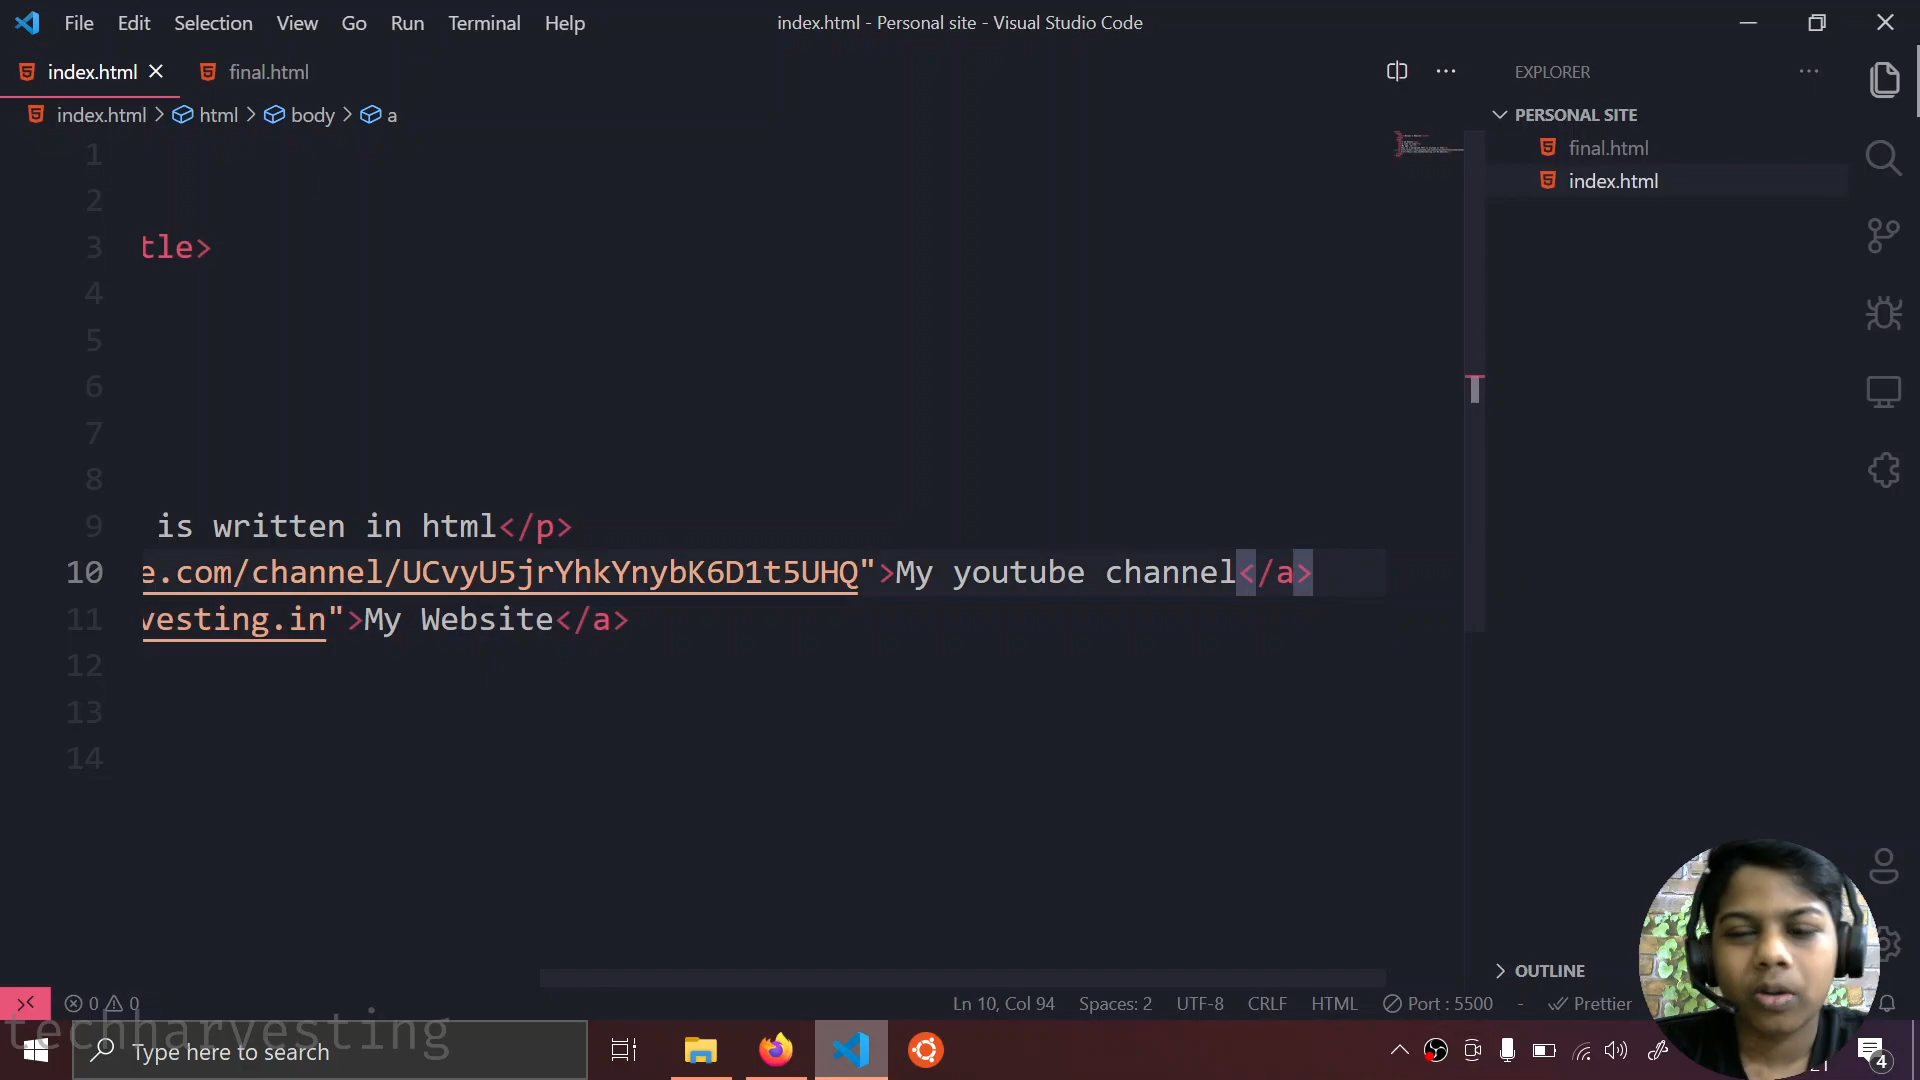 File Edit Selection View Go Run Terminal Help
index.html - Personal site - Visual Studio Code
index.html final.html
EXPLORER
index.html > html > body > a
PERSONAL SITE
final.html
index.html
1
2
3 tle>
4
5
6
7
8
9 is written in html</p>
10 e.com/channel/UCvyU5jrYhkYnybK6D1t5UHQ">My youtube channel</a>
11 vesting.in">My Website</a>
12
13
14
OUTLINE
0 0 Ln 10, Col 94 Spaces: 2 UTF-8 CRLF HTML Port : 5500 - Prettier
techharvesting
Type here to search
4